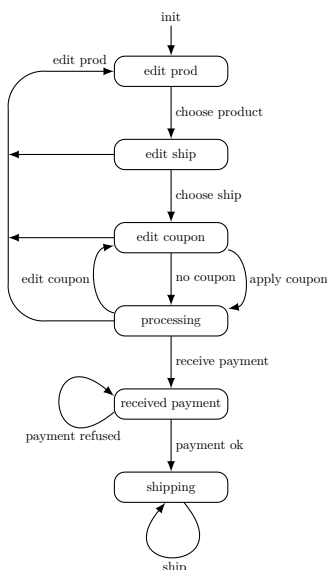 init
edit prod
edit prod
choose product
edit ship
choose ship
edit coupon
edit coupon
no coupon
apply coupon
processing
receive payment
received payment
payment refused
payment ok
shipping
ship